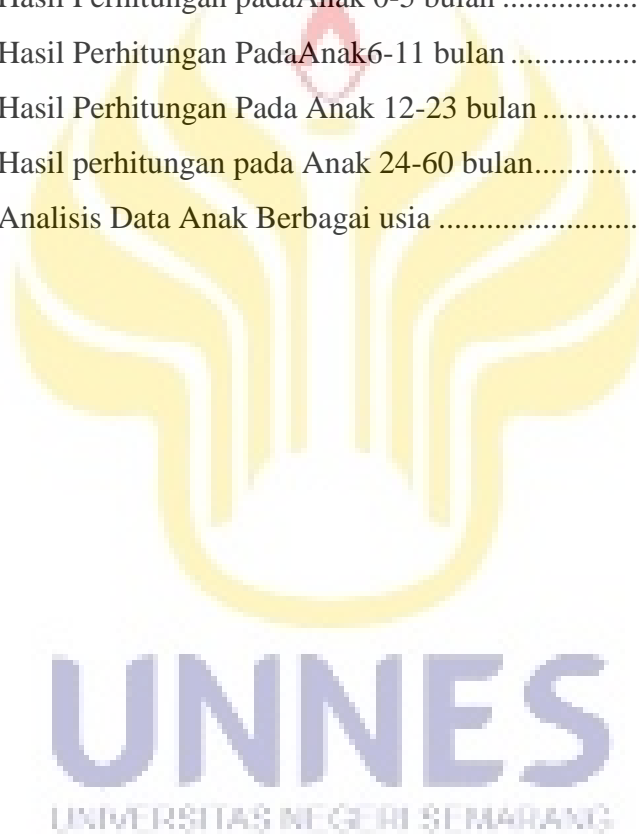 Hasil Perhitungan padaAnak 0-5 bulan ..............
Hasil Perhitungan PadaAnak6-11 bulan ..............
Hasil Perhitungan Pada Anak 12-23 bulan ...........
Hasil perhitungan pada Anak 24-60 bulan............
Analisis Data Anak Berbagai usia ......................
UNNES
UNIVERSITAS NEGERI SEMARANG